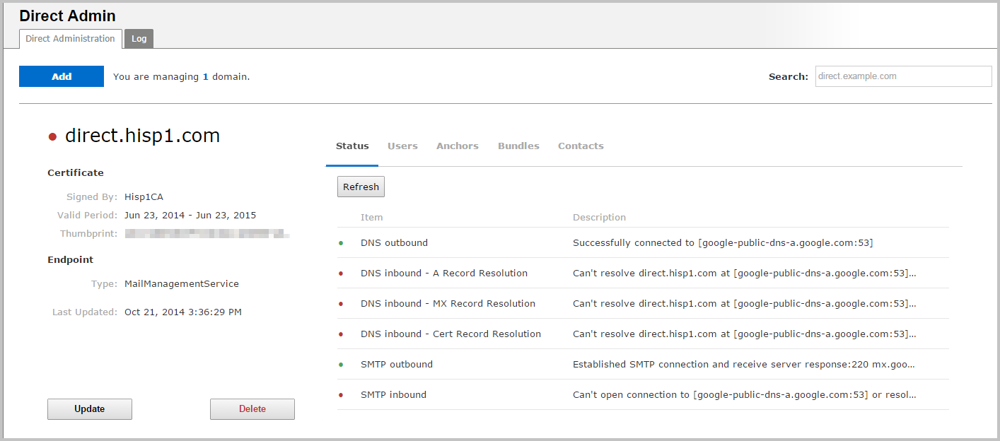 Direct Admin
Direct Administration
Log
Add
You are managing 1 domain.
Search:
direct.example.com
direct.hisp1.com
Certificate
Signed By: Hisp1CA
Valid Period: Jun 23, 2014 - Jun 23, 2015
Thumbprint:
Endpoint
Type: MailManagementService
Last Updated: Oct 21, 2014 3:36:29 PM
Update
Delete
Status Users Anchors Bundles Contacts
Refresh
Item Description
DNS outbound Successfully connected to [google-public-dns-a.google.com:53]
DNS inbound - A Record Resolution Can't resolve direct.hisp1.com at [google-public-dns-a.google.com:53]...
DNS inbound - MX Record Resolution Can't resolve direct.hisp1.com at [google-public-dns-a.google.com:53]...
DNS inbound - Cert Record Resolution Can't resolve direct.hisp1.com at [google-public-dns-a.google.com:53]...
SMTP outbound Established SMTP connection and receive server response:220 mx.goo...
SMTP inbound Can't open connection to [google-public-dns-a.google.com:53] or resol...